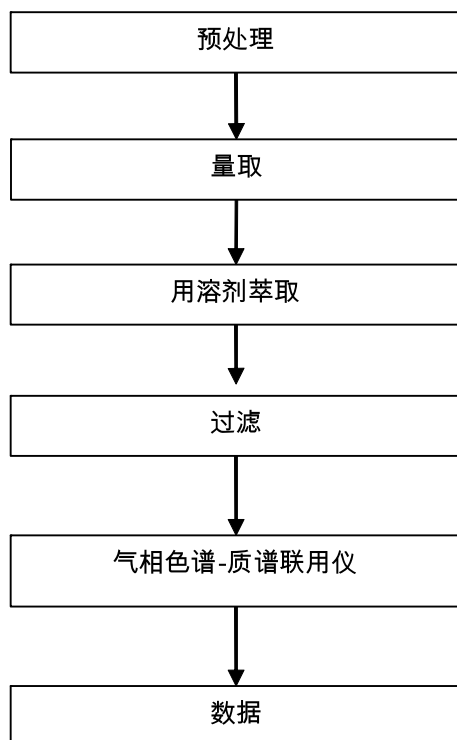 预处理
量取
用溶剂萃取
过滤
气相色谱-质谱联用仪
数据